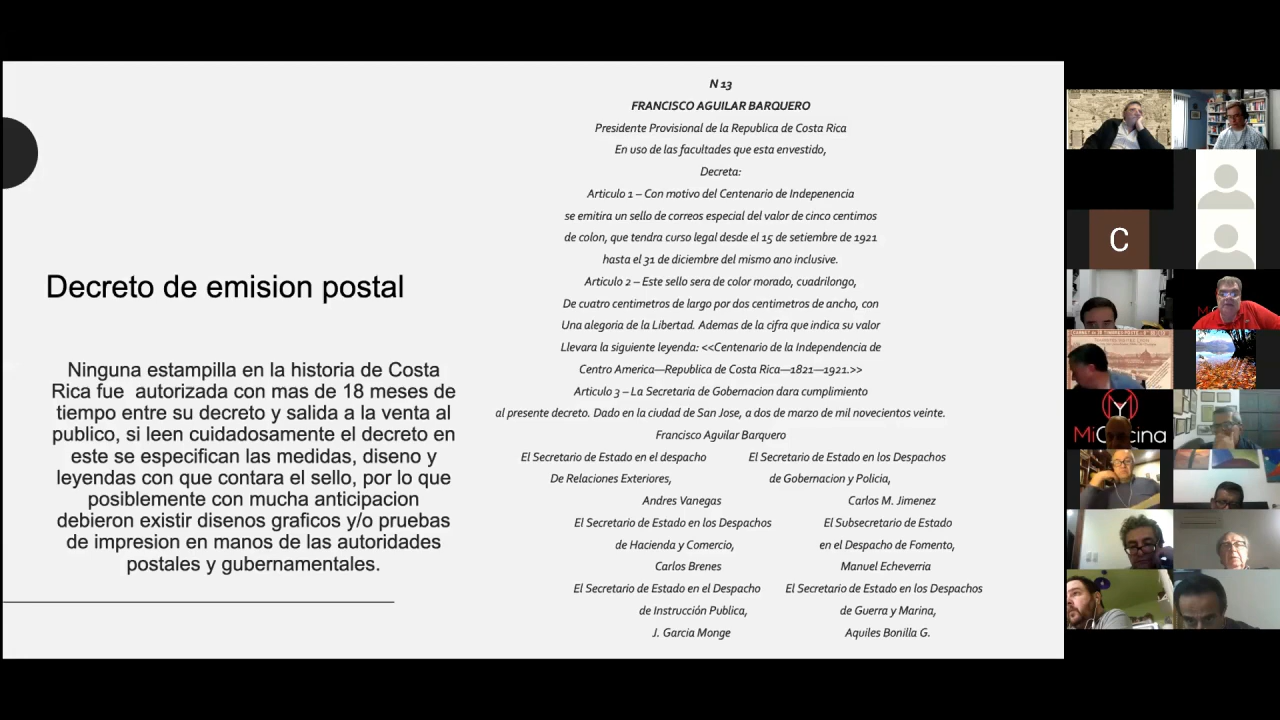 Decreto de emision postal
Ninguna estampilla en la historia de Costa
Rica fue autorizada con mas de 18 meses de
tiempo entre su decreto y salida a la venta al
publico, si leen cuidadosamente el decreto en
este se especifican las medidas, diseno y
leyendas con que contara el sello, por lo que
posiblemente con mucha anticipacion
debieron existir disenos graficos y/o pruebas
de impresion en manos de las autoridades
postales y gubernamentales.
N 13
FRANCISCO AGUILAR BARQUERO
Presidente Provisional de la Republica de Costa Rica
En uso de las facultades que esta envestido,
Decreta:
Articulo 1 – Con motivo del Centenario de Indepenencia
se emitira un sello de correos especial del valor de cinco centimos
de colon, que tendra curso legal desde el 15 de setiembre de 1921
hasta el 31 de diciembre del mismo ano inclusive.
Articulo 2 – Este sello sera de color morado, cuadrilongo,
De cuatro centimetros de largo por dos centimetros de ancho, con
Una alegoria de la Libertad. Ademas de la cifra que indica su valor
Llevara la siguiente leyenda: <<Centenario de la Independencia de
Centro America—Republica de Costa Rica—1821—1921.>>
Articulo 3 – La Secretaria de Gobernacion dara cumplimiento
al presente decreto. Dado en la ciudad de San Jose, a dos de marzo de mil novecientos veinte.
Francisco Aguilar Barquero
El Secretario de Estado en el despacho El Secretario de Estado en los Despachos
De Relaciones Exteriores, de Gobernacion y Policia,
Andres Vanegas Carlos M. Jimenez
El Secretario de Estado en los Despachos El Subsecretario de Estado
de Hacienda y Comercio, en el Despacho de Fomento,
Carlos Brenes Manuel Echeverria
El Secretario de Estado en el Despacho El Secretario de Estado en los Despachos
de Instrucción Publica, de Guerra y Marina,
J. Garcia Monge Aquiles Bonilla G.
C